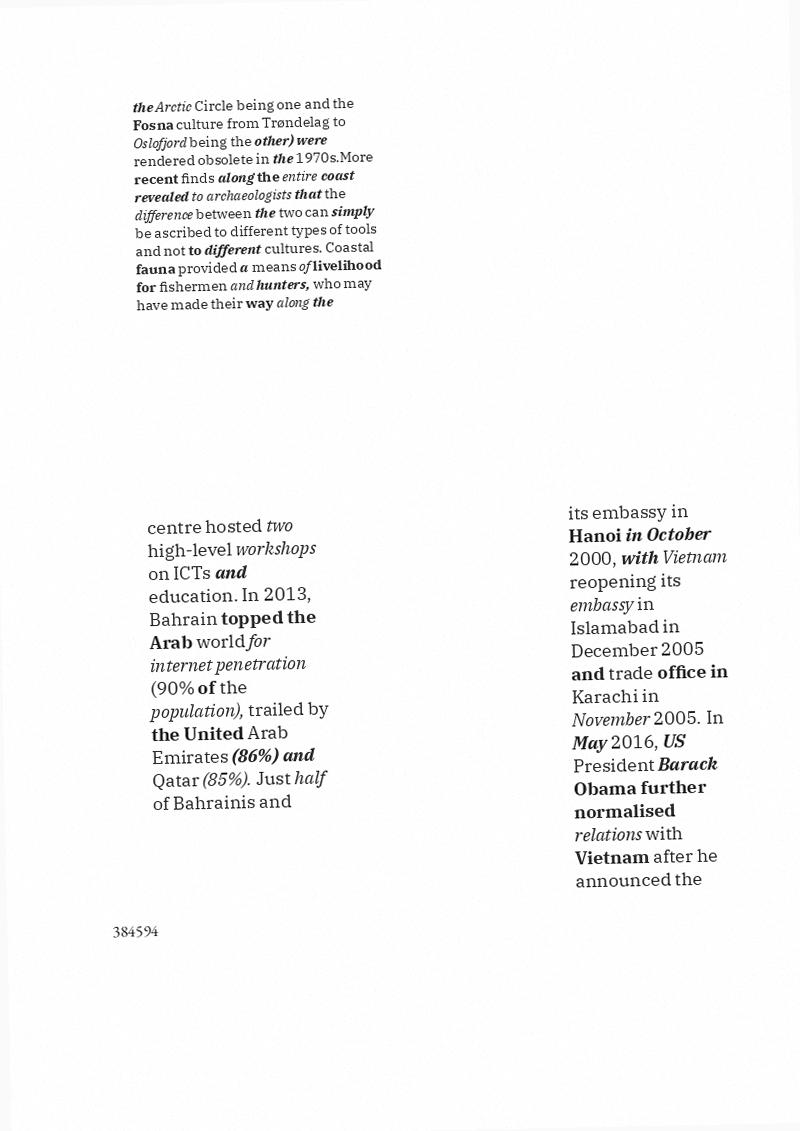 the Arctic Circle being one and the
Fosna culture from Trøndelag to
Oslofjord being the other) were
rendered obsolete in the 1970s.More
recent finds along the entire coast
revealed to archaeologists that the
difference between the two can simply
be ascribed to different types of tools
and not to different cultures. Coastal
fauna provided a means of livelihood
for fishermen and hunters, who may
have made their way along the
centre hosted two
high-level workshops
on ICTs and
education. In 2013,
Bahrain topped the
Arab world for
internet penetration
(90% of the
population), trailed by
the United Arab
Emirates (86%) and
Qatar (85%). Just half
of Bahrainis and
its embassy in
Hanoi in October
2000, with Vietnam
reopening its
embassy in
Islamabad in
December 2005
and trade office in
Karachi in
November 2005. In
May 2016, US
President Barack
Obama further
normalised
relations with
Vietnam after he
announced the
384594